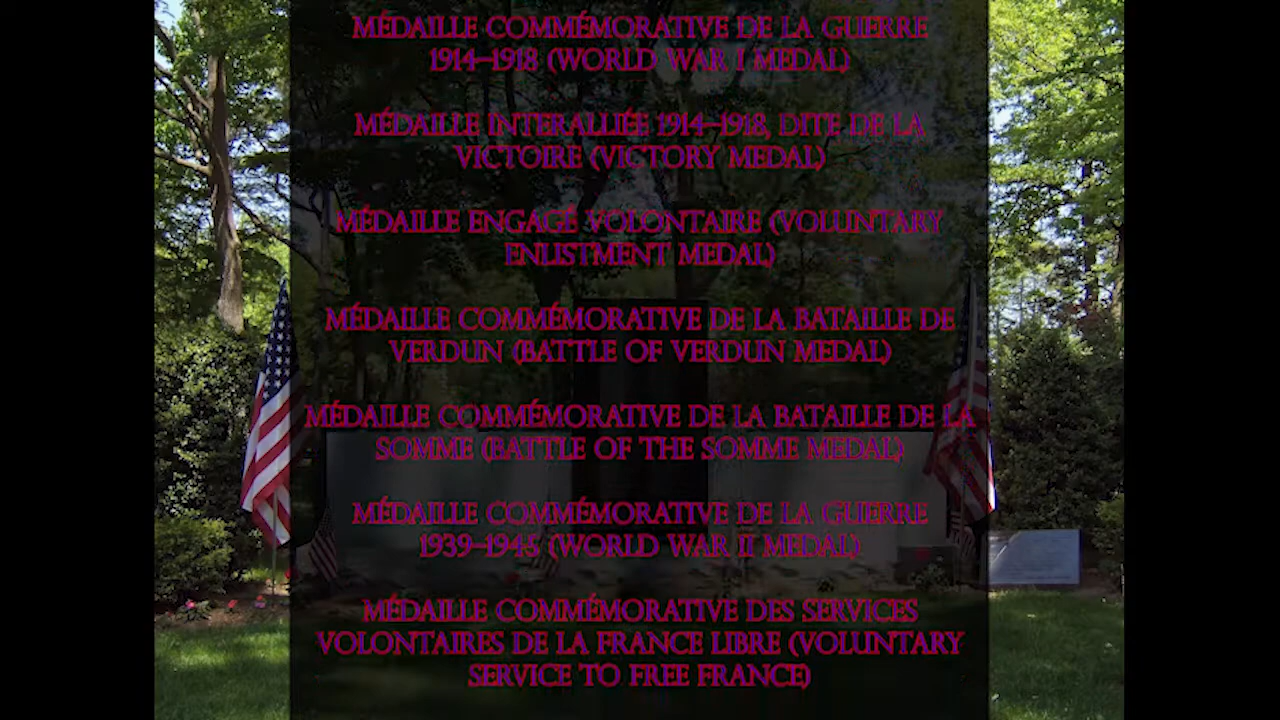 MÉDAILLE COMMÉMORATIVE DE LA GUERRE
1914–1918 (WORLD WAR I MEDAL)
MÉDAILLE INTERALLIÉE 1914–1918, DITE DE LA
VICTOIRE (VICTORY MEDAL)
MÉDAILLE ENGAGÉ VOLONTAIRE (VOLUNTARY
ENLISTMENT MEDAL)
MÉDAILLE COMMÉMORATIVE DE LA BATAILLE DE
VERDUN (BATTLE OF VERDUN MEDAL)
MÉDAILLE COMMÉMORATIVE DE LA BATAILLE DE LA
SOMME (BATTLE OF THE SOMME MEDAL)
MÉDAILLE COMMÉMORATIVE DE LA GUERRE
1939–1945 (WORLD WAR II MEDAL)
MÉDAILLE COMMÉMORATIVE DES SERVICES
VOLONTAIRES DE LA FRANCE LIBRE (VOLUNTARY
SERVICE TO FREE FRANCE)